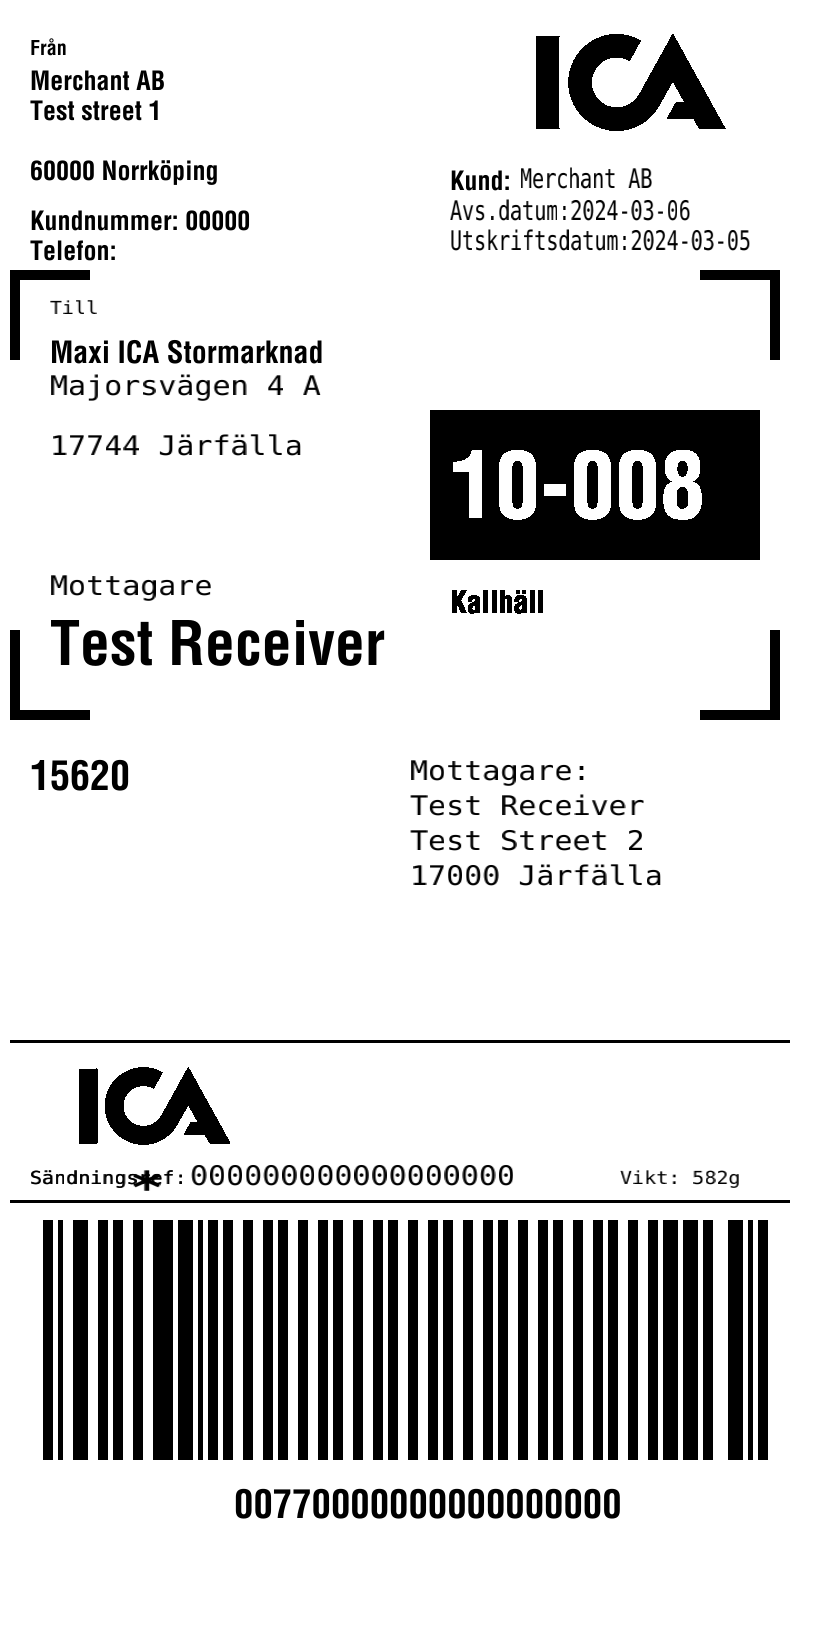 Från
Merchant AB
Test street 1
60000 Norrköping
Kundnummer: 00000
Telefon:
ICA
Kund: Merchant AB
Avs.datum:2024-03-06
Utskriftsdatum:2024-03-05
Till
Maxi ICA Stormarknad
Majorsvägen 4 A
17744 Järfälla
10-008
Kallhäll
Mottagare
Test Receiver
15620
Mottagare:
Test Receiver
Test Street 2
17000 Järfälla
ICA
Sändningsref: 000000000000000000 Vikt: 582g
*
00770000000000000000